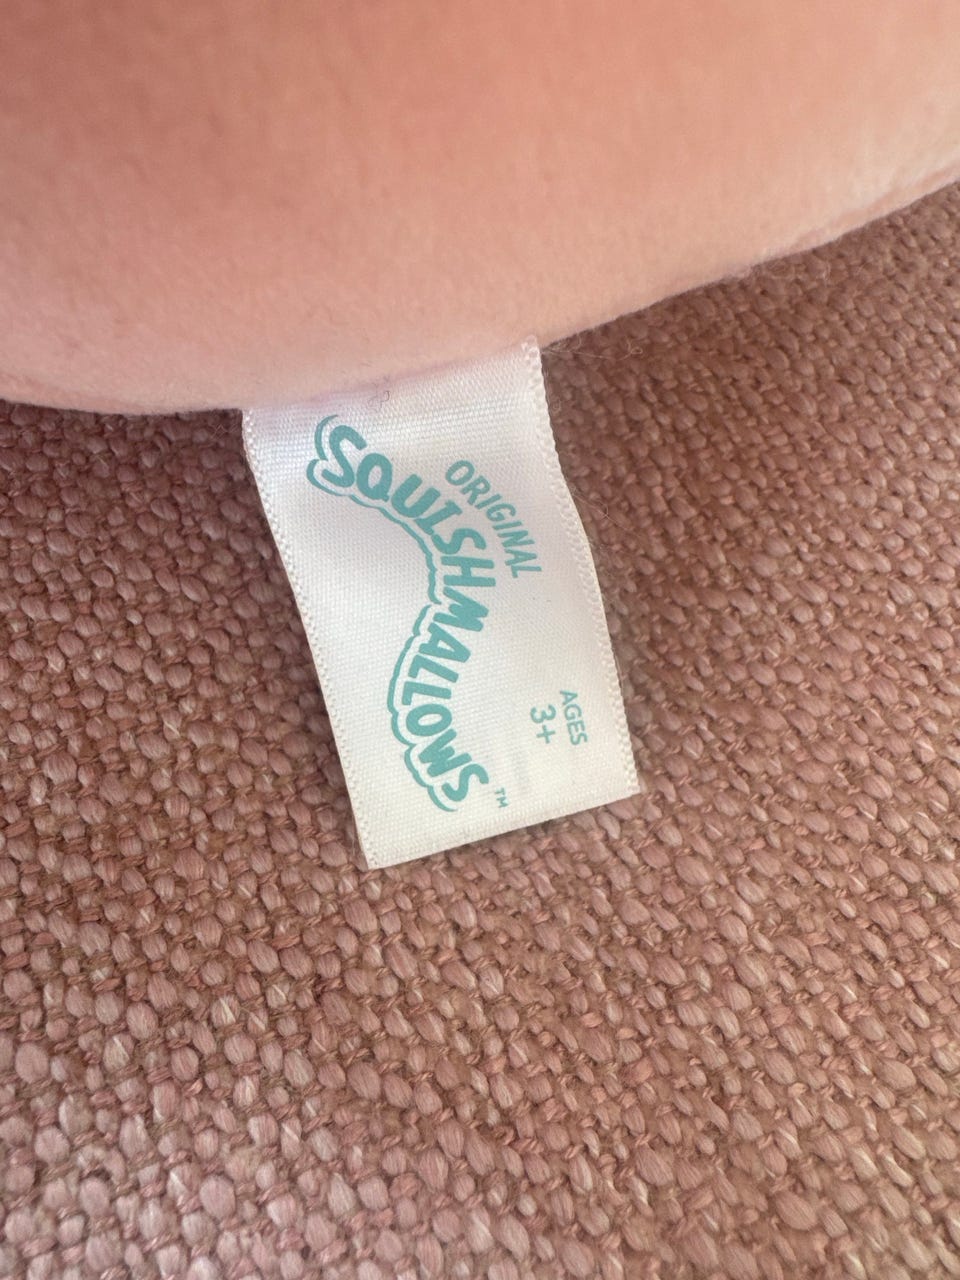 ORIGINAL
SQUISHMALLOWS™
AGES
3+